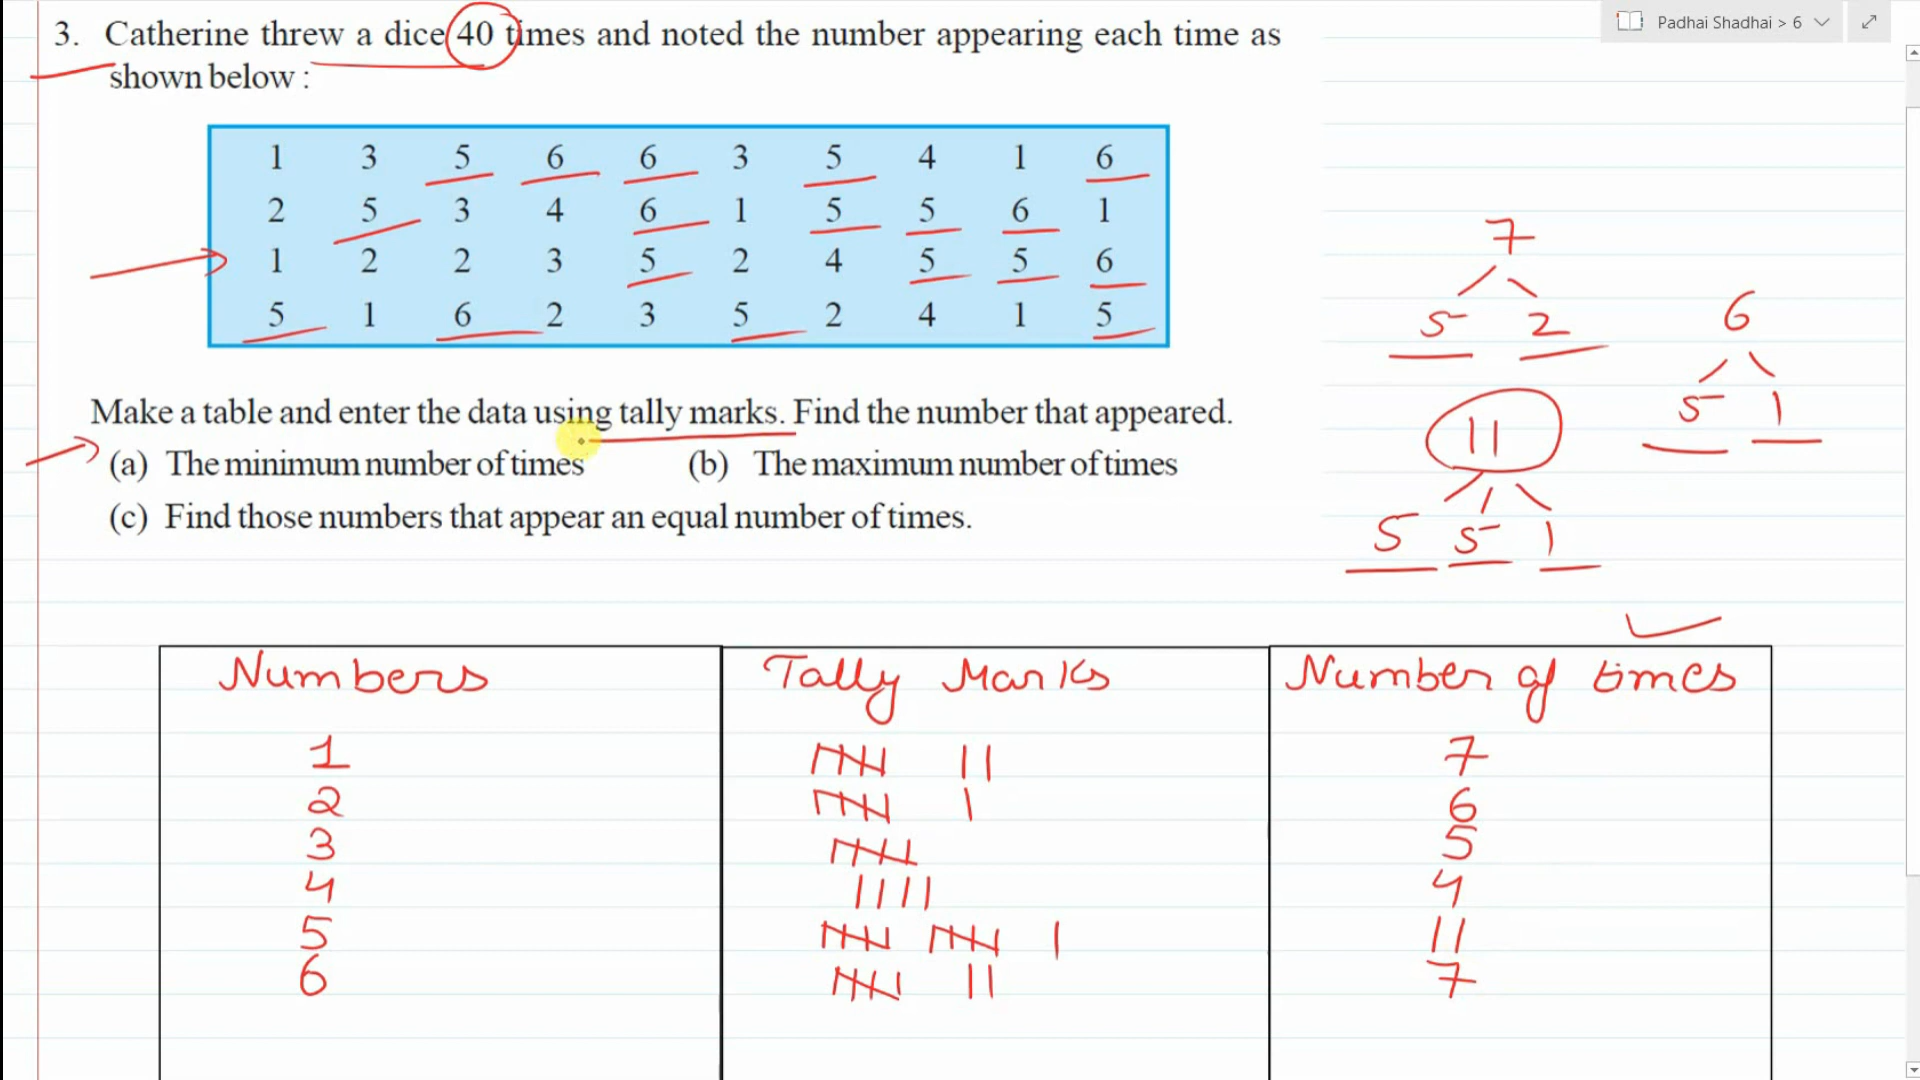 Padhai Shadhai > 6
3. Catherine threw a dice 40 times and noted the number appearing each time as
shown below :
1 3 5 6 6 3 5 4 1 6
2 5 3 4 6 1 5 5 6 1
1 2 2 3 5 2 4 5 5 6
5 1 6 2 3 5 2 4 1 5
Make a table and enter the data using tally marks. Find the number that appeared.
(a) The minimum number of times (b) The maximum number of times
(c) Find those numbers that appear an equal number of times.
7
5 2
6
5 1
11
5 5 1
Numbers Tally Marks Number of times
1 7
2 6
3 5
4 4
5 11
6 7